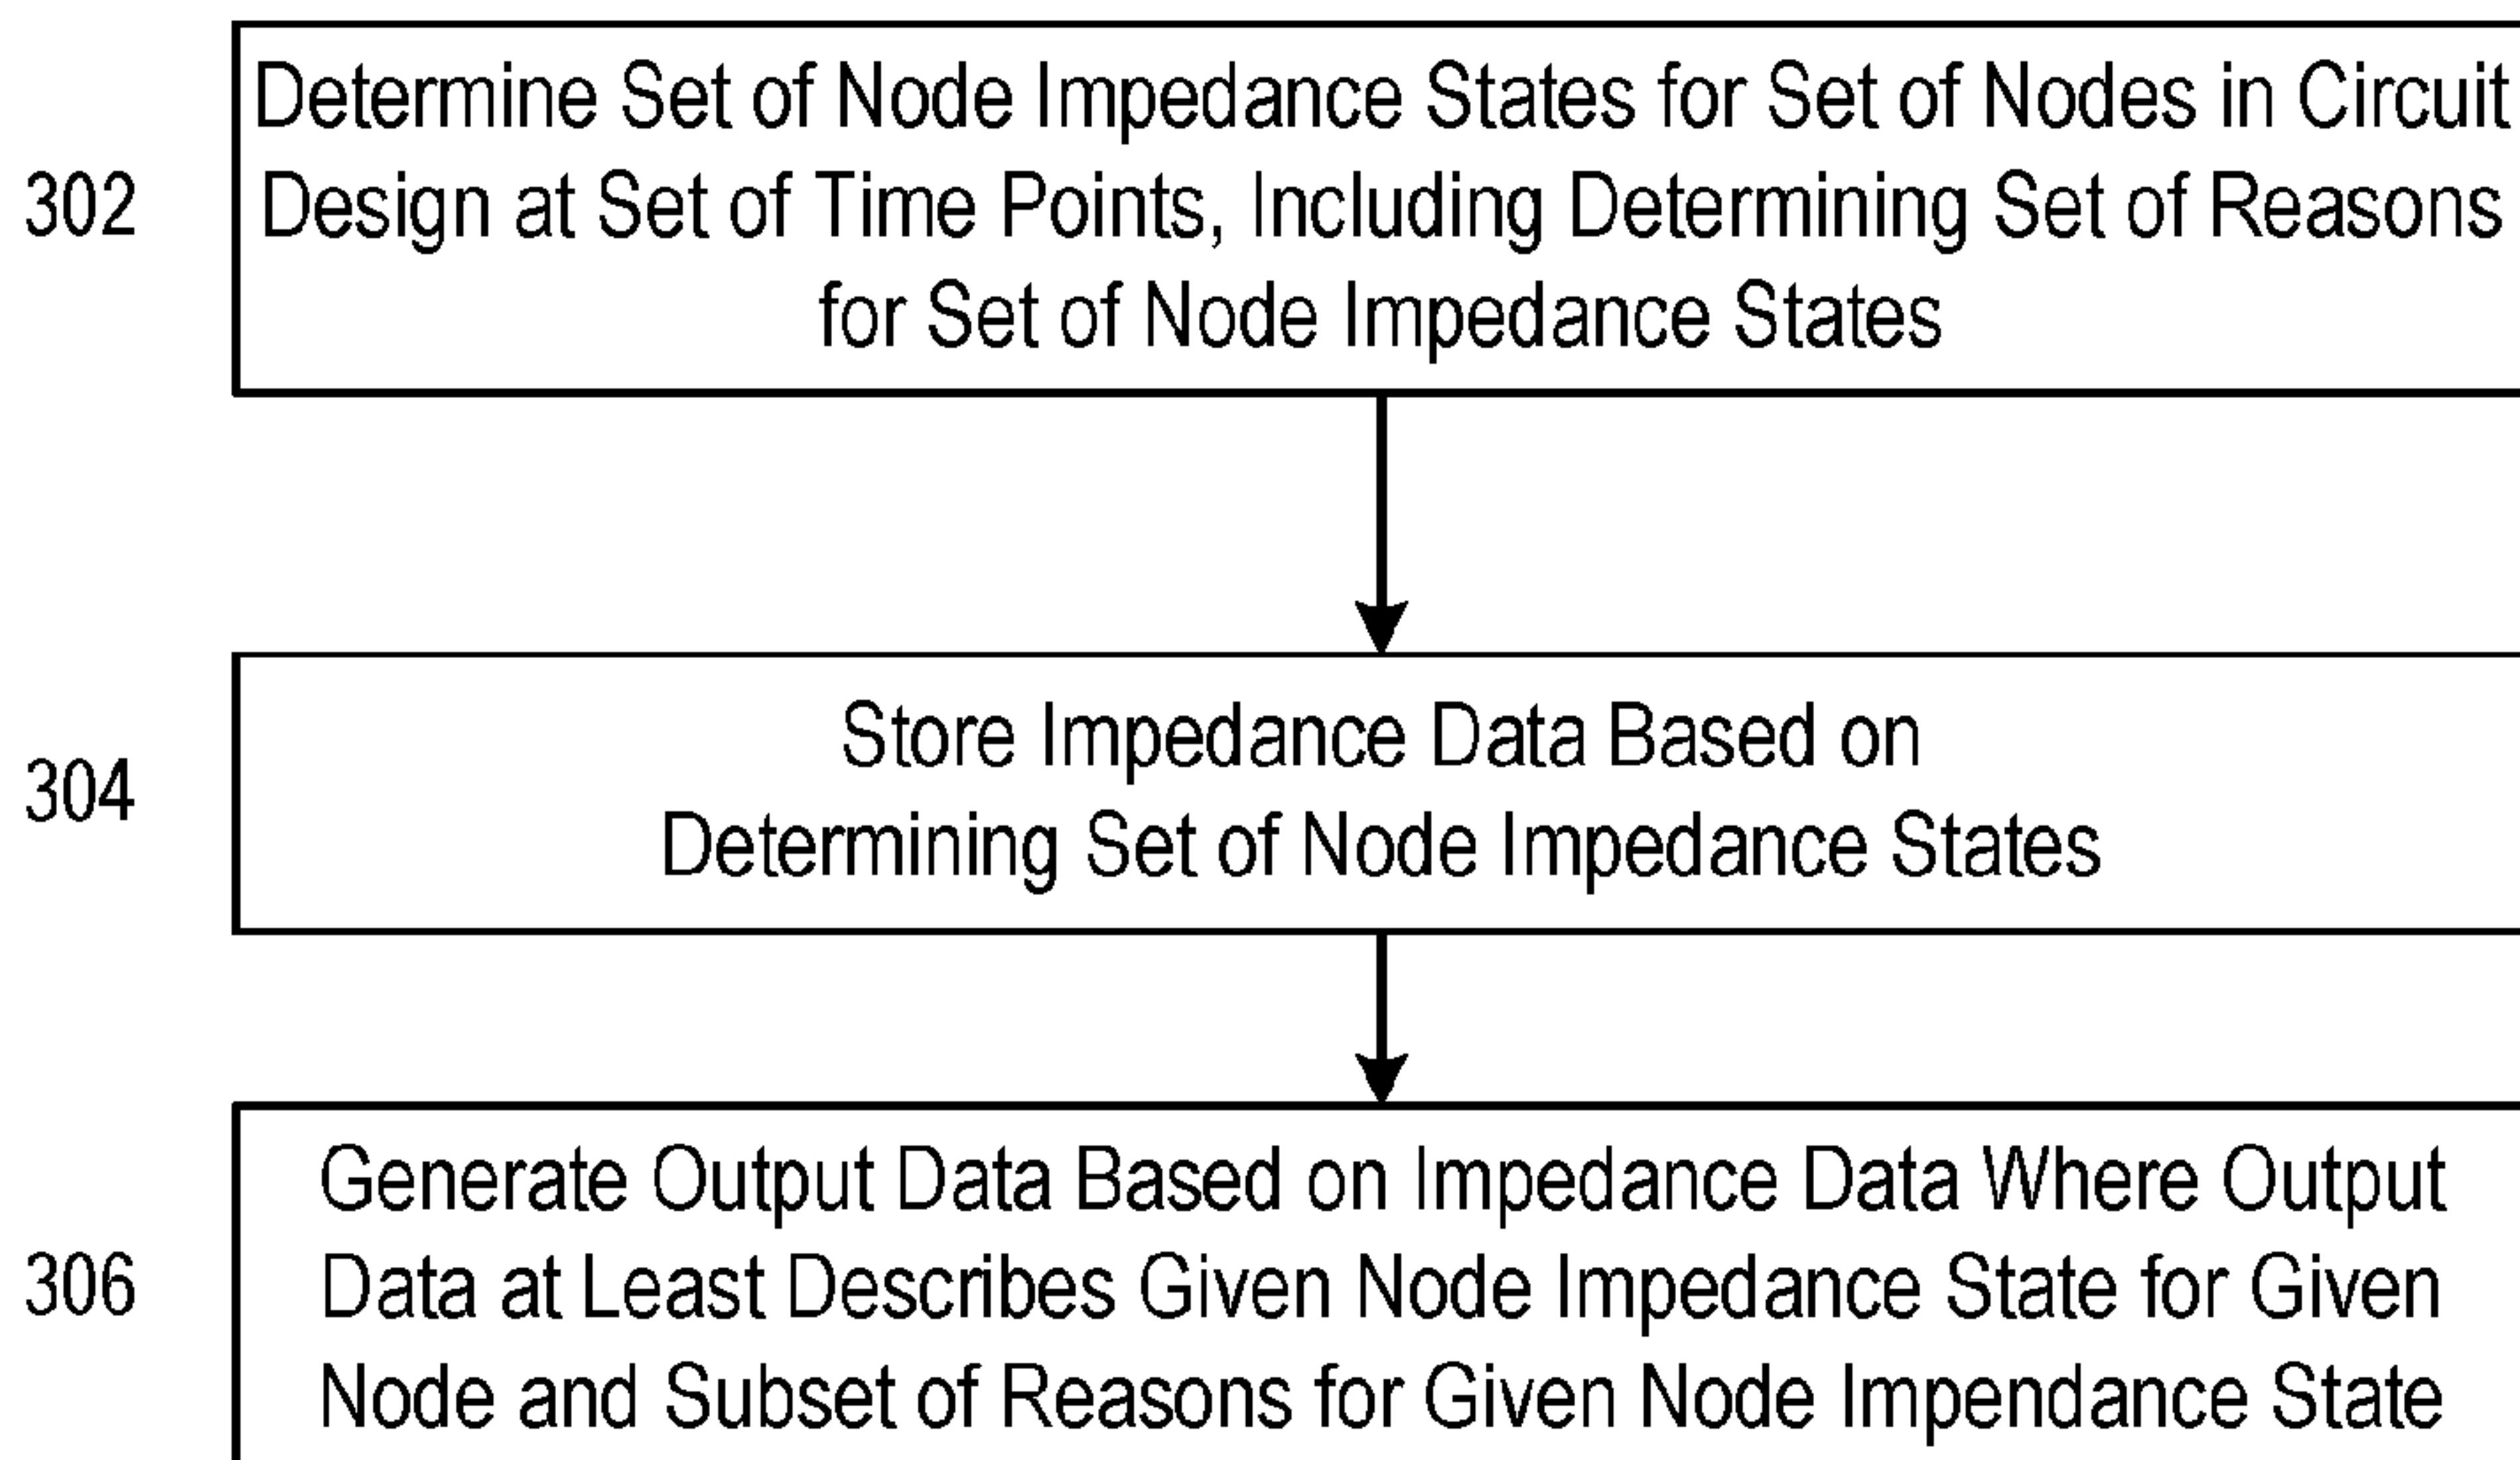 Determine Set of Node Impedance States for Set of Nodes in Circuit
302
Design at Set of Time Points, Including Determining Set of Reasons
for Set of Node Impedance States
Store Impedance Data Based on
304
Determining Set of Node Impedance States
Generate Output Data Based on Impedance Data Where Output
306
Data at Least Describes Given Node Impedance State for Given
Node and Subset of Reasons for Given Node Impendance State